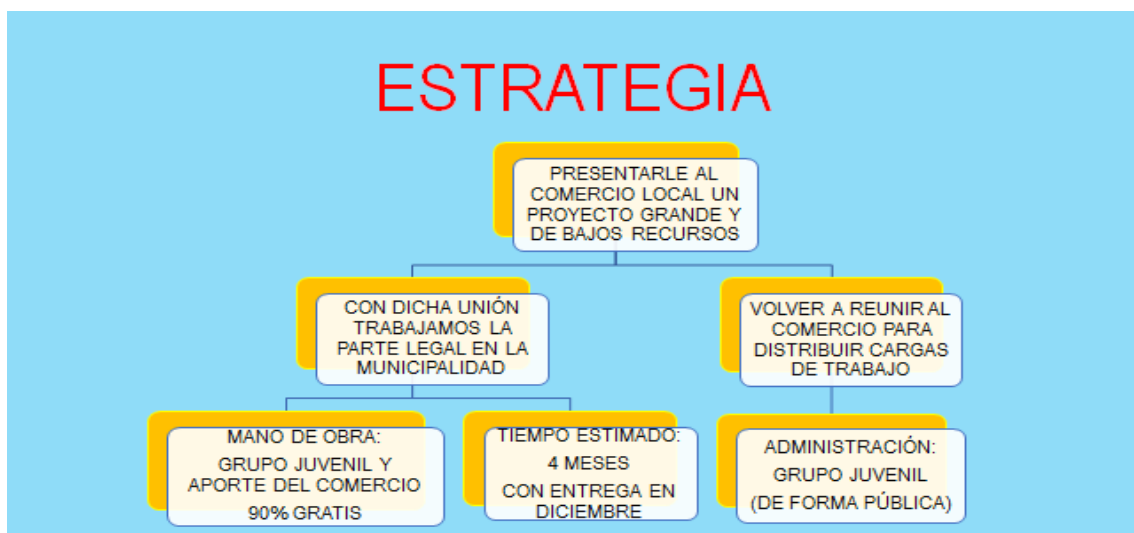 ESTRATEGIA
PRESENTARLE AL
COMERCIO LOCAL UN
PROYECTO GRANDE Y
DE BAJOS RECURSOS
CON DICHA UNIÓN
TRABAJAMOS LA
PARTE LEGAL EN LA
MUNICIPALIDAD
VOLVER A REUNIR AL
COMERCIO PARA
DISTRIBUIR CARGAS
DE TRABAJO
MANO DE OBRA:
GRUPO JUVENIL Y
APORTE DEL COMERCIO
90% GRATIS
TIEMPO ESTIMADO:
4 MESES
CON ENTREGA EN
DICIEMBRE
ADMINISTRACIÓN:
GRUPO JUVENIL
(DE FORMA PÚBLICA)